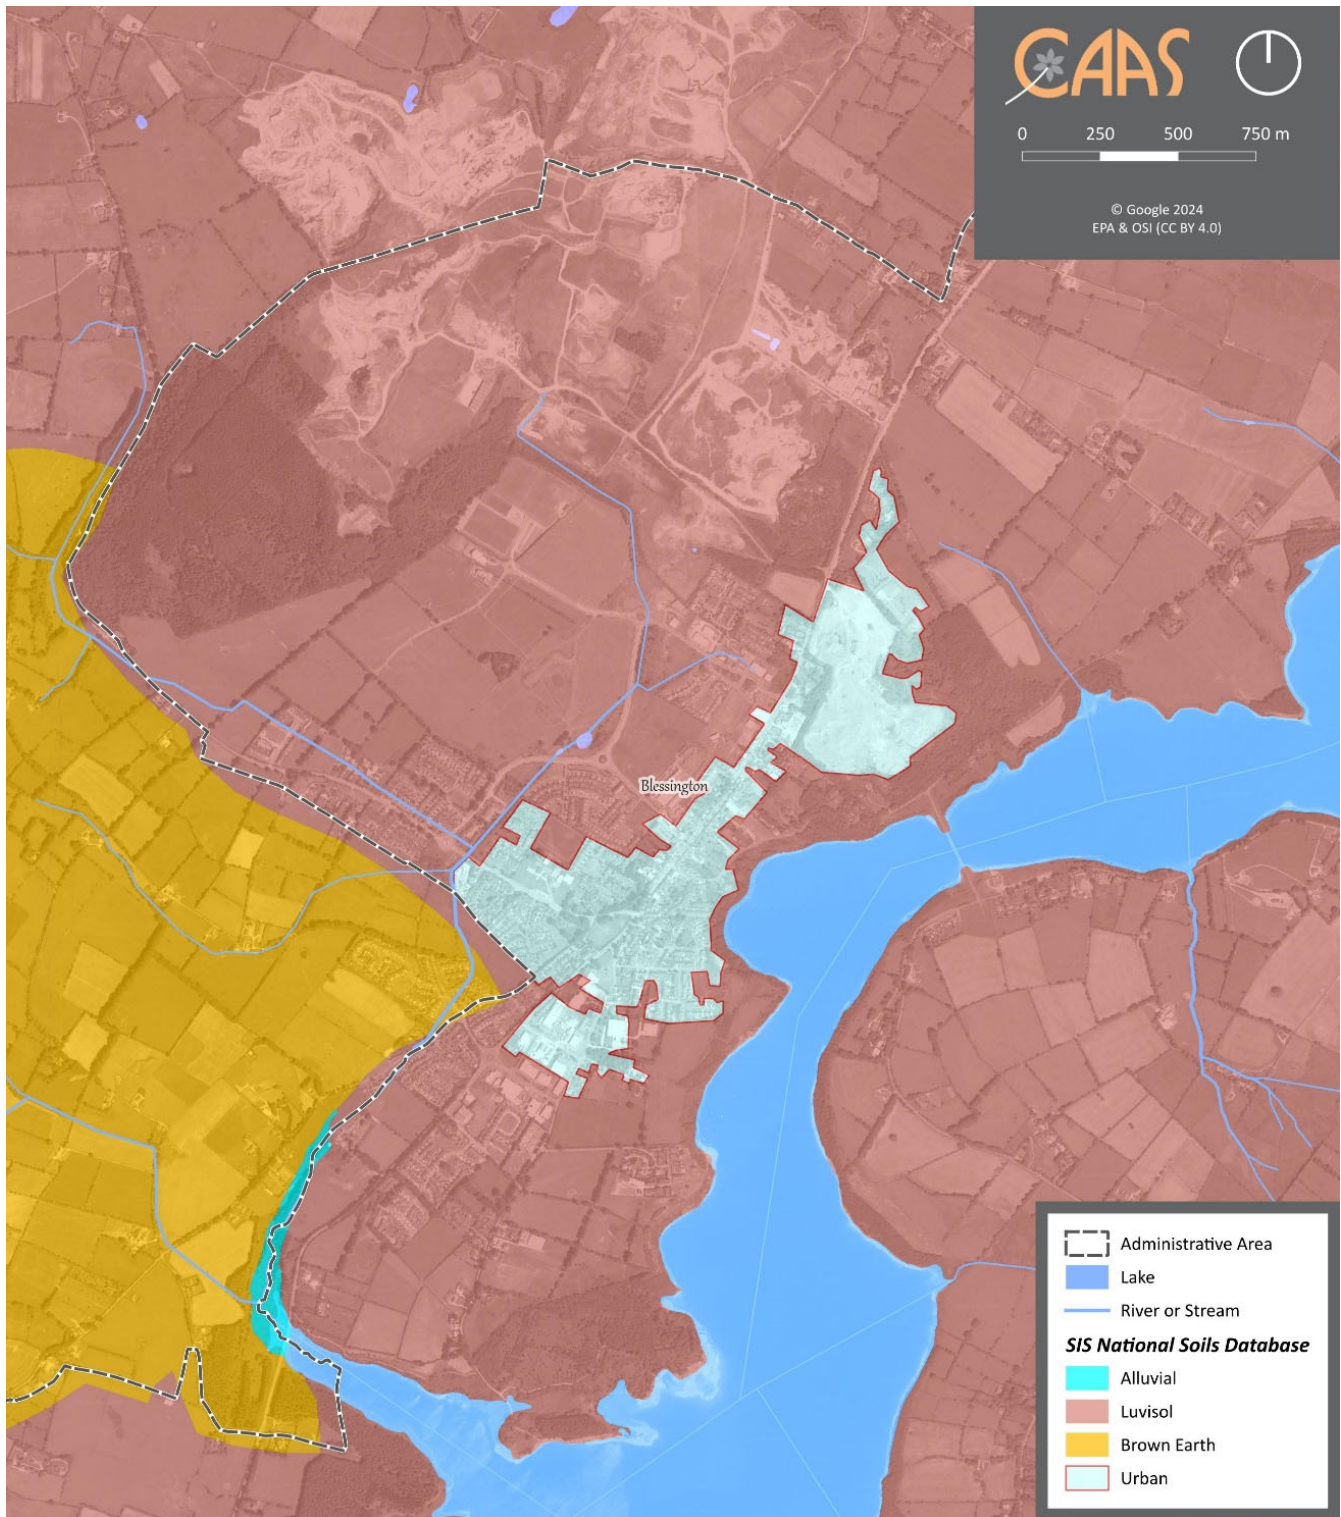 CAAS
0 250 500 750 m
© Google 2024
EPA & OSI (CC BY 4.0)
Blessington
Administrative Area
Lake
River or Stream
SIS National Soils Database
Alluvial
Luvisol
Brown Earth
Urban